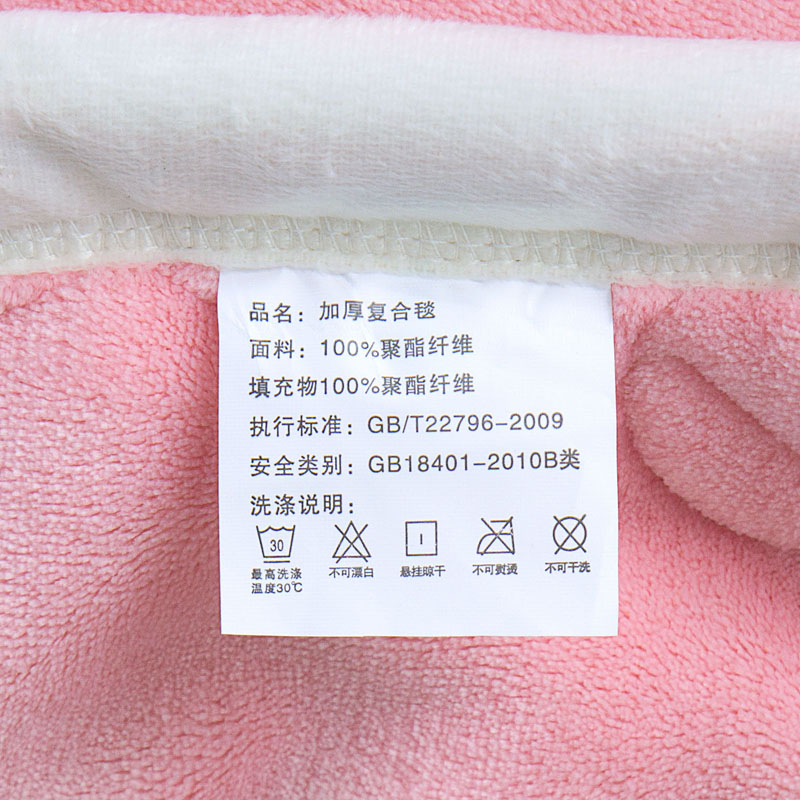 品名：加厚复合毯
面料：100%聚酯纤维
填充物100%聚酯纤维
执行标准：GB/T22796-2009
安全类别：GB18401-2010B类
洗涤说明：
30
最高洗涤 不可漂白 悬挂晾干 不可熨烫 不可干洗
温度30℃